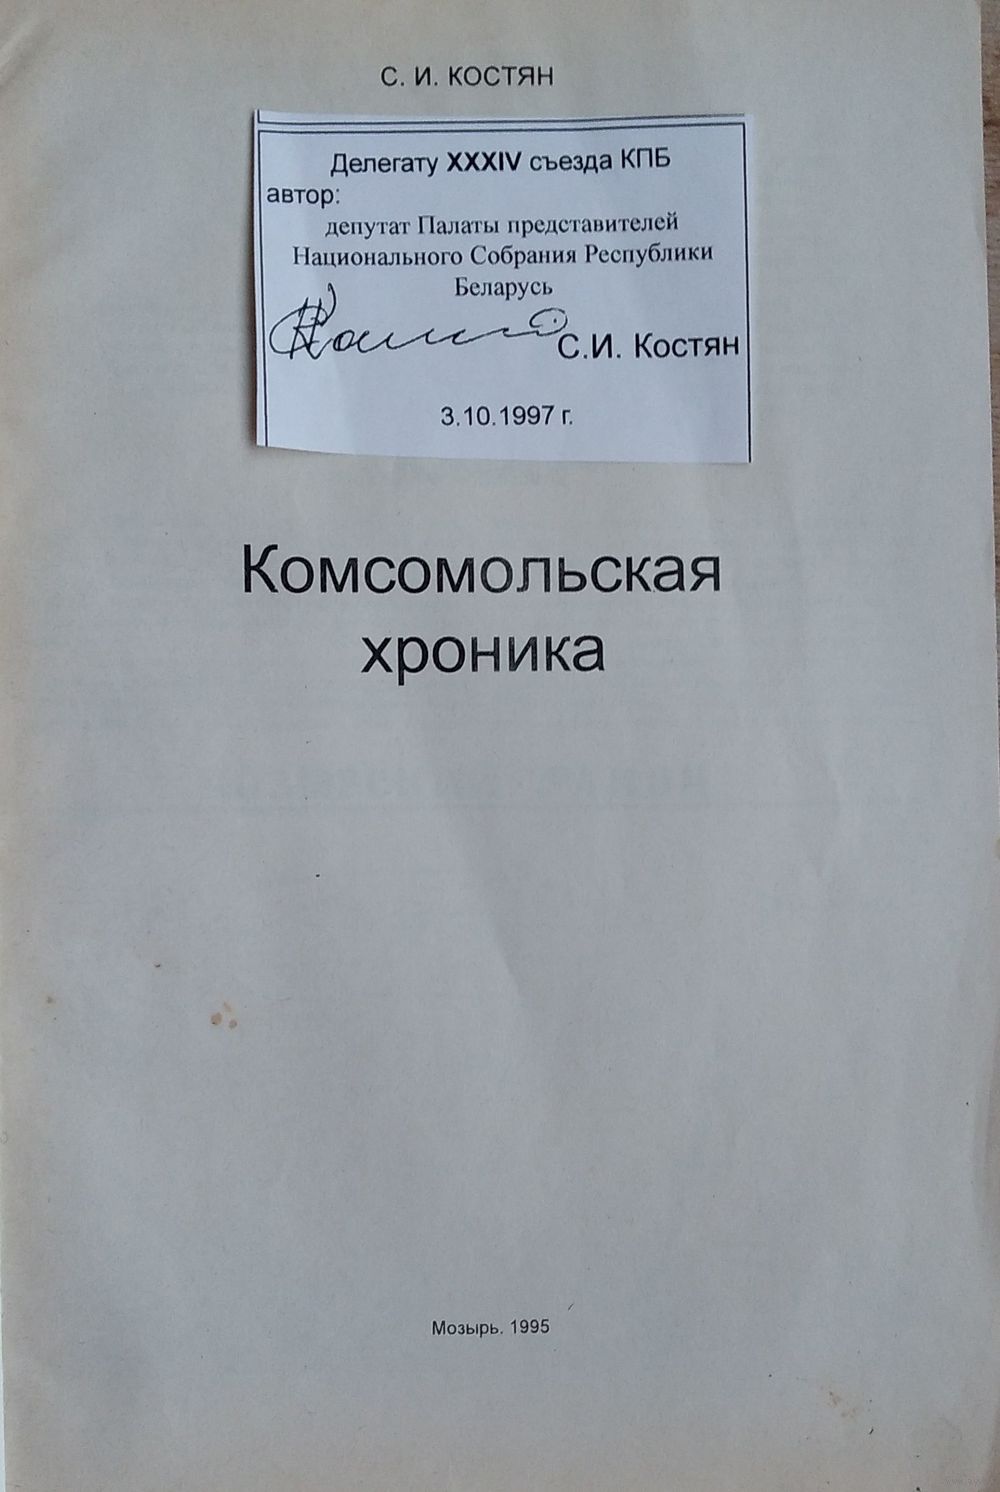 С. И. КОСТЯН
Делегату XXXIV съезда КПБ
автор:
депутат Палаты представителей
Национального Собрания Республики
Беларусь
С.И. Костян
3.10.1997 г.
Комсомольская
хроника
Мозырь. 1995